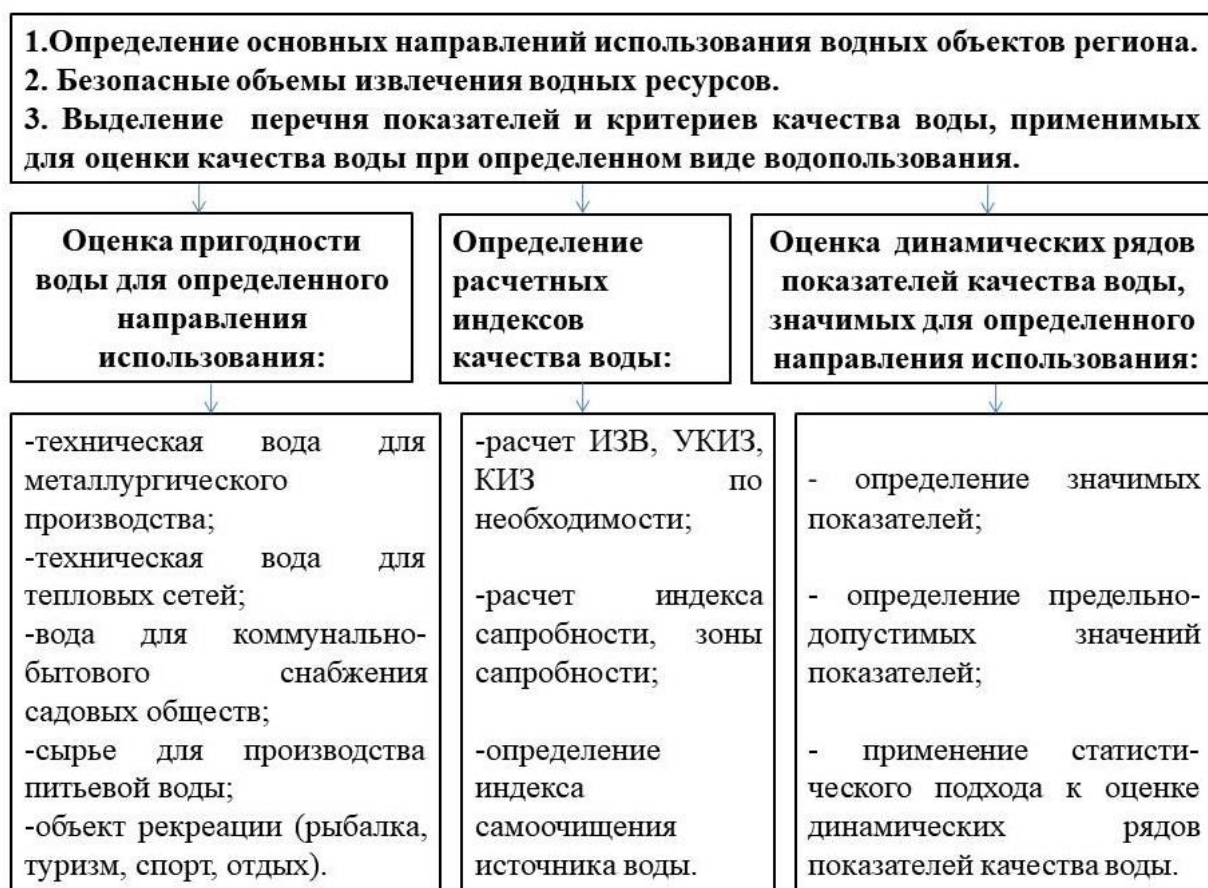 1.Определение основных направлений использования водных объектов региона.
2. Безопасные объемы извлечения водных ресурсов.
3. Выделение перечня показателей и критериев качества воды, применимых
для оценки качества воды при определенном виде водопользования.
Оценка пригодности
воды для определенного
направления
использования:
Определение
расчетных
индексов
качества воды:
Оценка динамических рядов
показателей качества воды,
значимых для определенного
направления использования:
-техническая вода для
металлургического
производства;
-техническая вода для
тепловых сетей;
-вода для коммунально-
бытового снабжения
садовых обществ;
-сырье для производства
питьевой воды;
-объект рекреации (рыбалка,
туризм, спорт, отдых).
-расчет ИЗВ, УКИЗ,
КИЗ по
необходимости;
-расчет индекса
сапробности, зоны
сапробности;
-определение
индекса
самоочищения
источника воды.
- определение значимых
показателей;
- определение предельно-
допустимых значений
показателей;
- применение статисти-
ческого подхода к оценке
динамических рядов
показателей качества воды.